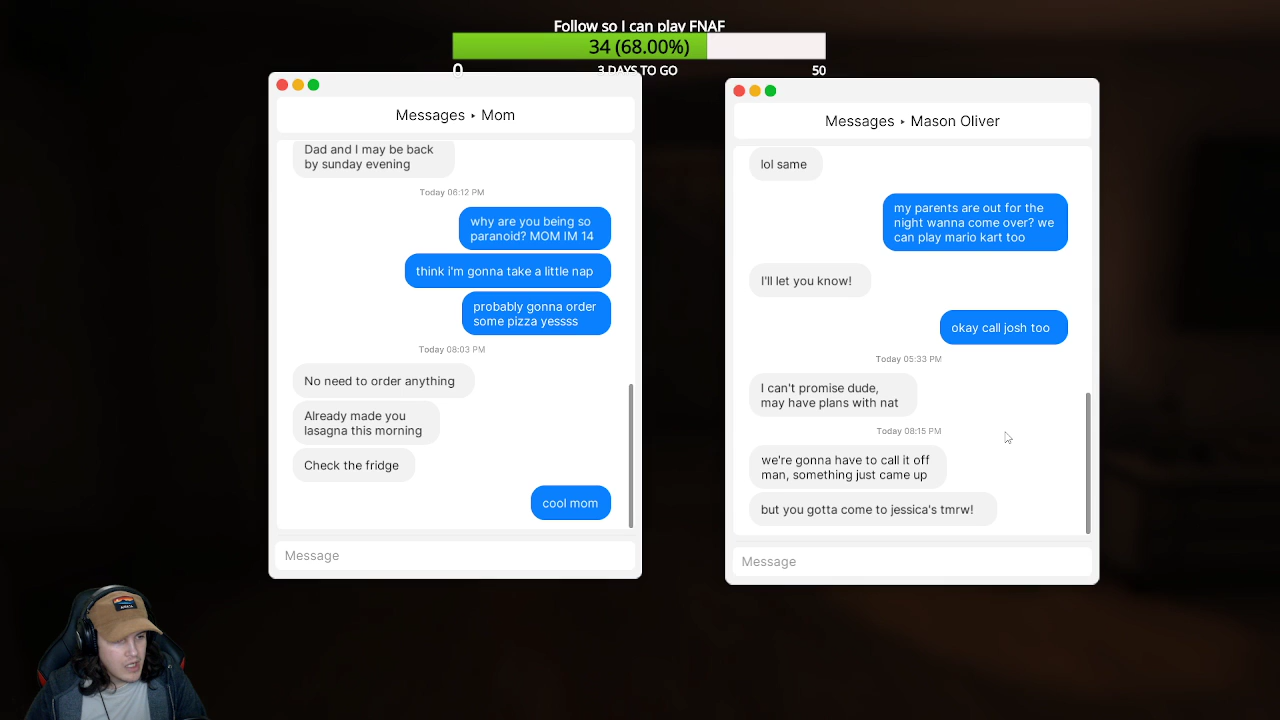 Follow so I can play FNAF
34 (68.00%)
0
3 DAYS TO GO
50
Messages ‣ Mom
Dad and I may be back
by sunday evening
Today 06:12 PM
why are you being so
paranoid? MOM IM 14
think i'm gonna take a little nap
probably gonna order
some pizza yessss
Today 08:03 PM
No need to order anything
Already made you
lasagna this morning
Check the fridge
cool mom
Message
Messages ‣ Mason Oliver
lol same
my parents are out for the
night wanna come over? we
can play mario kart too
I'll let you know!
okay call josh too
Today 05:33 PM
I can't promise dude,
may have plans with nat
Today 08:15 PM
we're gonna have to call it off
man, something just came up
but you gotta come to jessica's tmrw!
Message